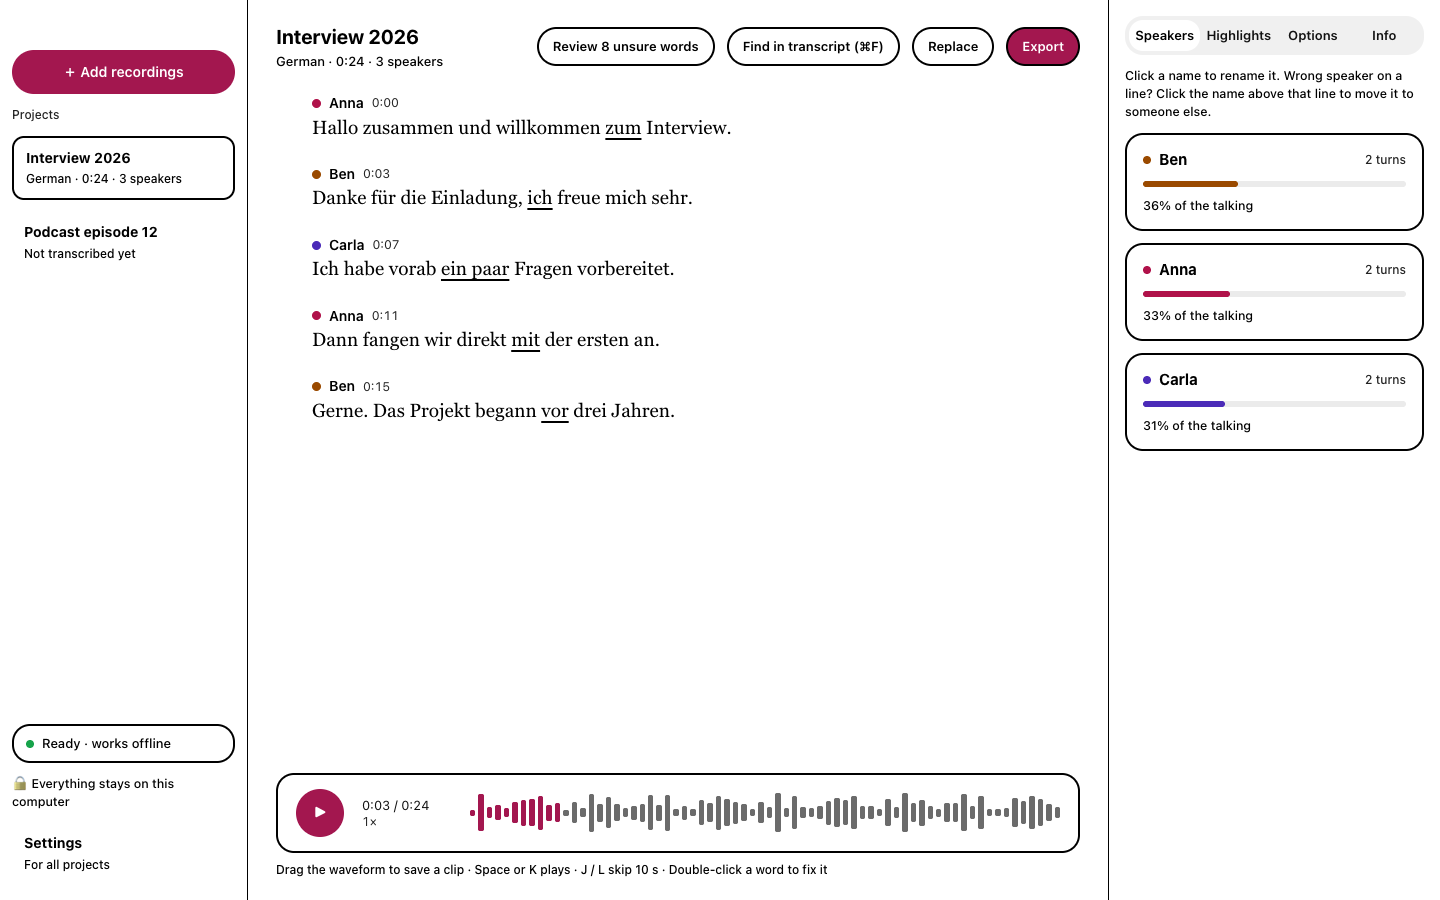 + Add recordings
Projects
Interview 2026
German · 0:24 · 3 speakers
Podcast episode 12
Not transcribed yet
Ready · works offline
🔒 Everything stays on this
computer
Settings
For all projects
Interview 2026
German · 0:24 · 3 speakers
Review 8 unsure words
Find in transcript (⌘F)
Replace
Export
Anna 0:00
Hallo zusammen und willkommen zum Interview.
Ben 0:03
Danke für die Einladung, ich freue mich sehr.
Carla 0:07
Ich habe vorab ein paar Fragen vorbereitet.
Anna 0:11
Dann fangen wir direkt mit der ersten an.
Ben 0:15
Gerne. Das Projekt begann vor drei Jahren.
0:03 / 0:24
1×
Drag the waveform to save a clip · Space or K plays · J / L skip 10 s · Double-click a word to fix it
Speakers Highlights Options Info
Click a name to rename it. Wrong speaker on a
line? Click the name above that line to move it to
someone else.
Ben 2 turns
36% of the talking
Anna 2 turns
33% of the talking
Carla 2 turns
31% of the talking